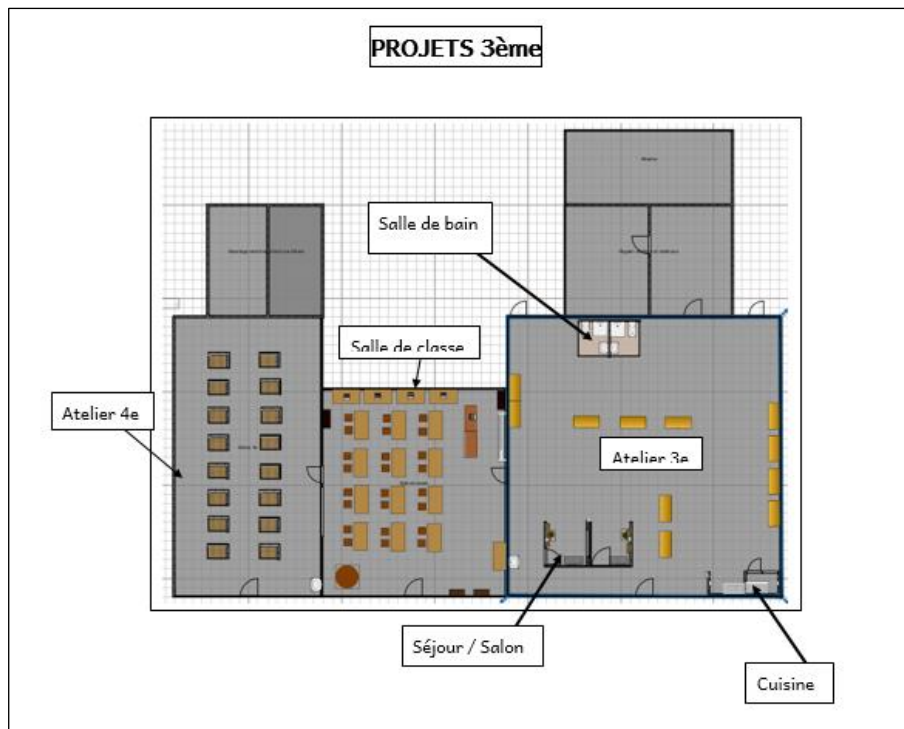 PROJETS 3ème
Salle de bain
Salle de classe
Atelier 4e
Atelier 3e
Séjour / Salon
Cuisine